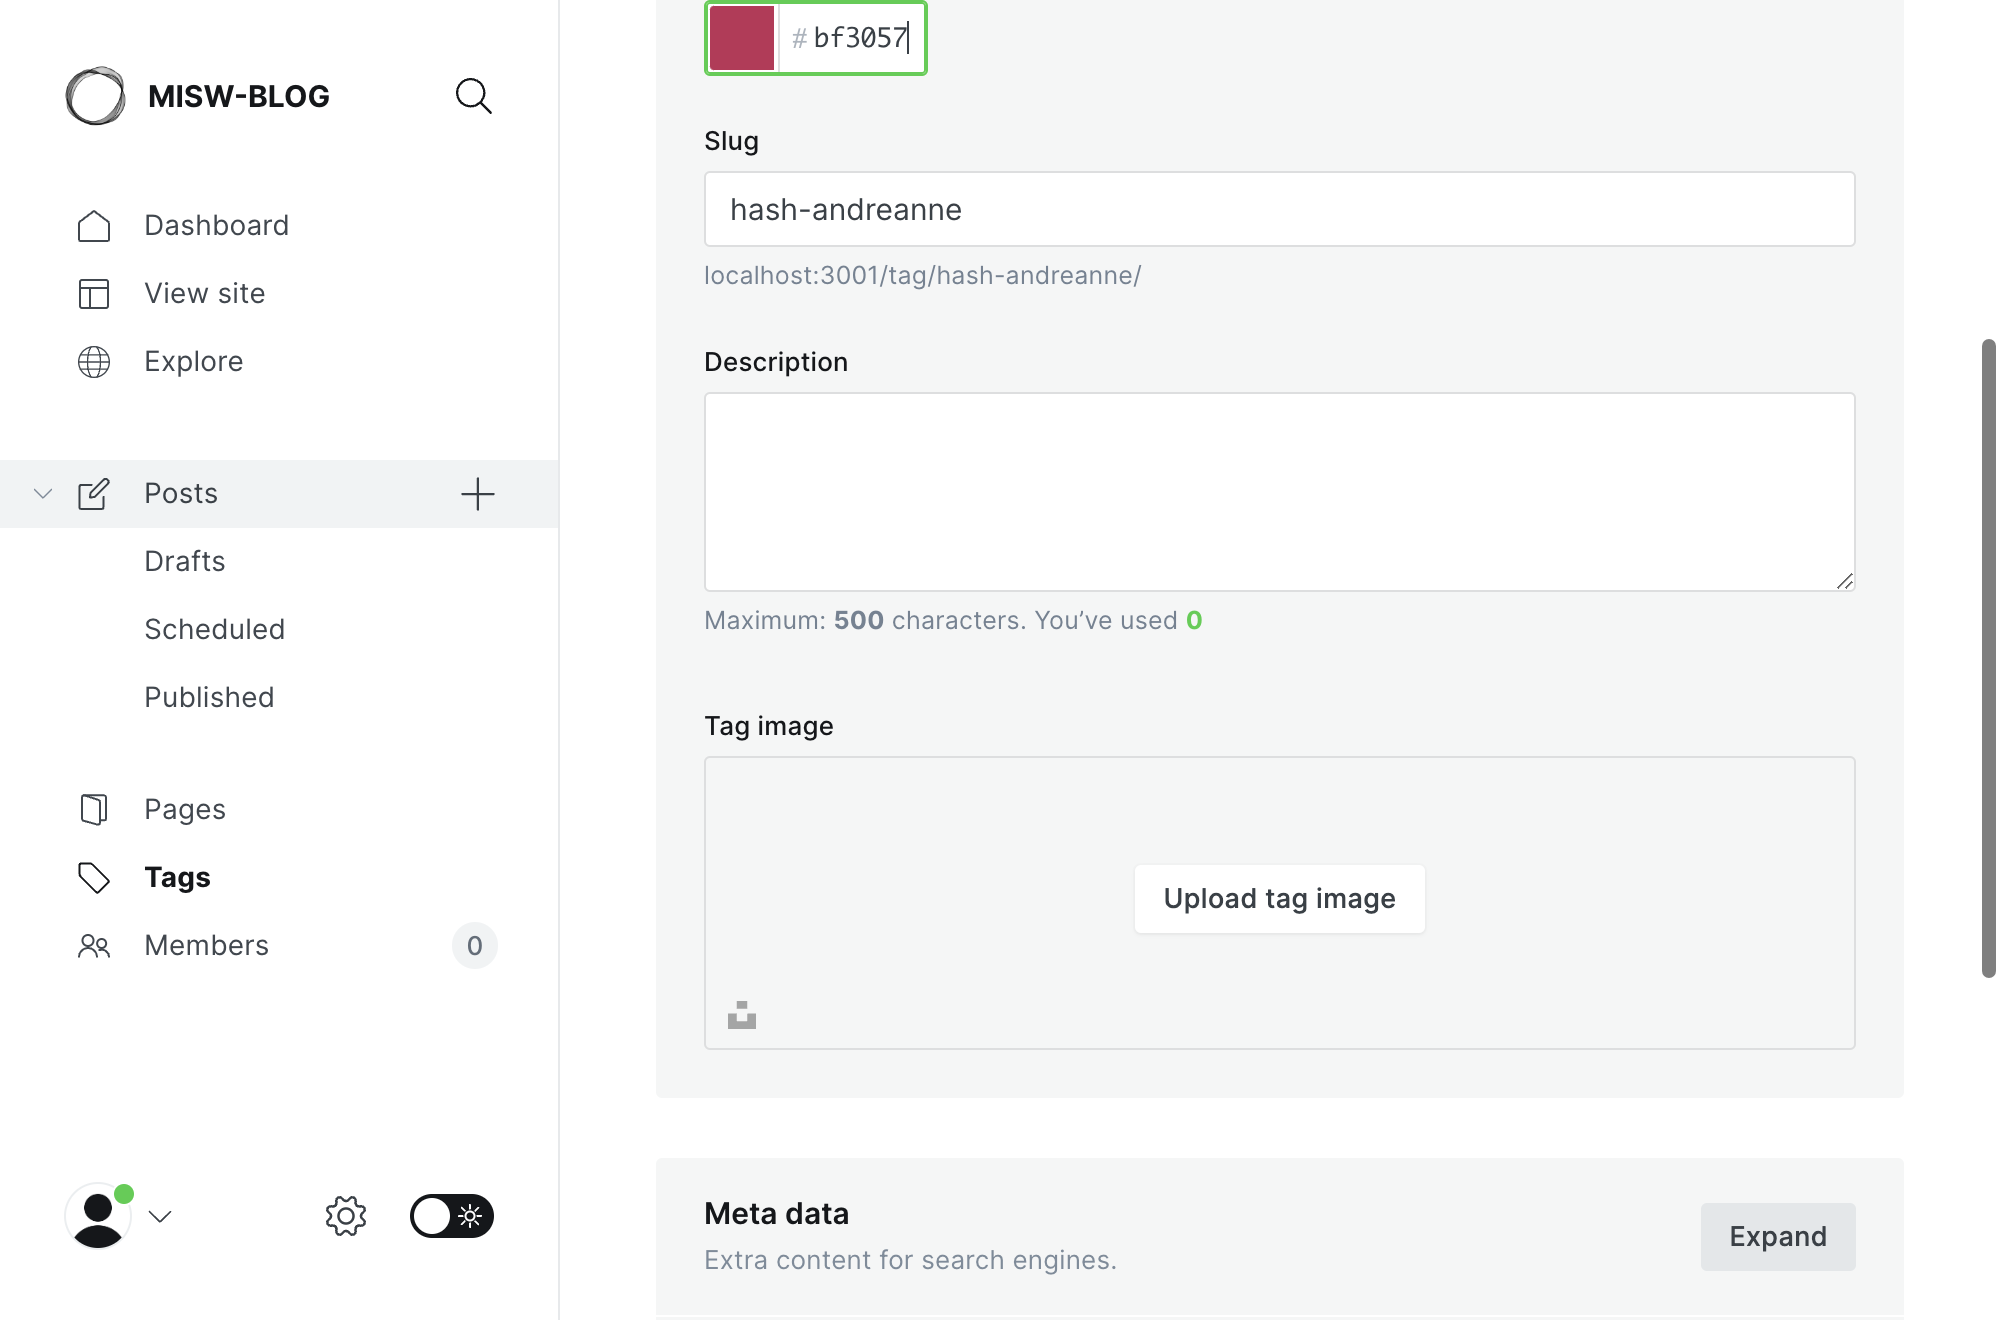 MISW-BLOG
Dashboard
View site
Explore
Posts
Drafts
Scheduled
Published
Pages
Tags
Members 0
# bf3057
Slug
hash-andreanne
localhost:3001/tag/hash-andreanne/
Description
Maximum: 500 characters. You’ve used 0
Tag image
Upload tag image
Meta data
Extra content for search engines.
Expand